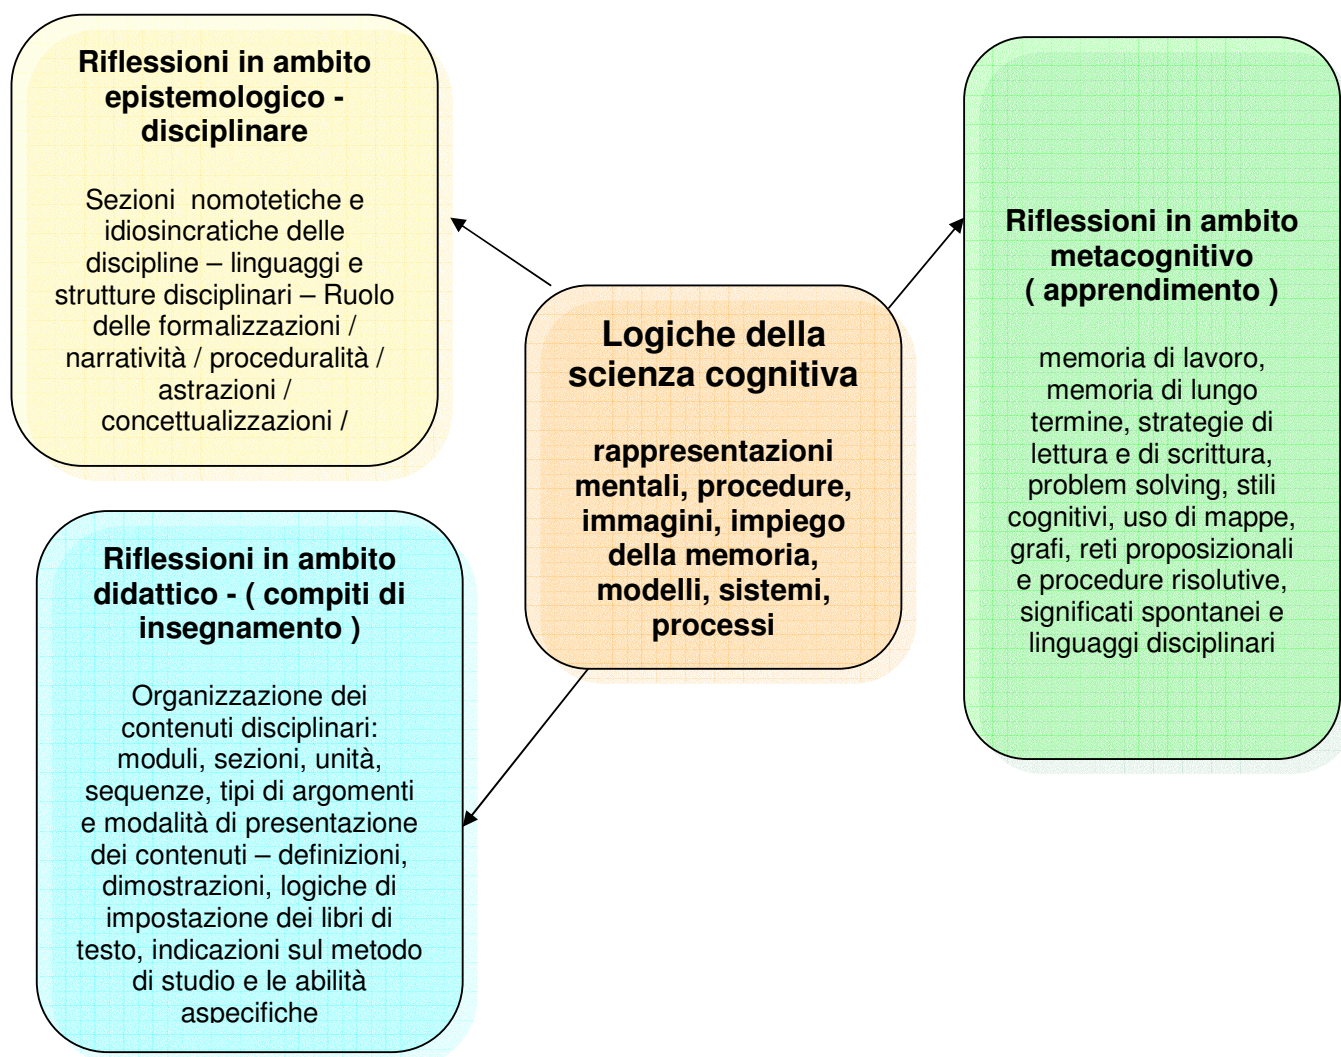 Riflessioni in ambito
epistemologico -
disciplinare
Sezioni nomotetiche e
idiosincratiche delle
discipline – linguaggi e
strutture disciplinari – Ruolo
delle formalizzazioni /
narratività / proceduralità /
astrazioni /
concettualizzazioni /
Logiche della
scienza cognitiva
rappresentazioni
mentali, procedure,
immagini, impiego
della memoria,
modelli, sistemi,
processi
Riflessioni in ambito
metacognitivo
( apprendimento )
memoria di lavoro,
memoria di lungo
termine, strategie di
lettura e di scrittura,
problem solving, stili
cognitivi, uso di mappe,
grafi, reti proposizionali
e procedure risolutive,
significati spontanei e
linguaggi disciplinari
Riflessioni in ambito
didattico - ( compiti di
insegnamento )
Organizzazione dei
contenuti disciplinari:
moduli, sezioni, unità,
sequenze, tipi di argomenti
e modalità di presentazione
dei contenuti – definizioni,
dimostrazioni, logiche di
impostazione dei libri di
testo, indicazioni sul metodo
di studio e le abilità
aspecifiche